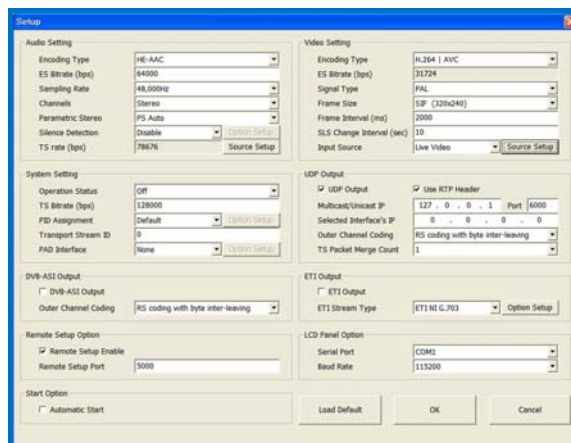 Setup
Audio Setting
Encoding Type HE-AAC
ES Bitrate (bps) 64000
Sampling Rate 48,000Hz
Channels Stereo
Parametric Stereo PS Auto
Silence Detection Disable Option Setup
TS rate (bps) 78676 Source Setup
Video Setting
Encoding Type H.264 | AVC
ES Bitrate (bps) 31724
Signal Type PAL
Frame Size SIF (320x240)
Frame Interval (ms) 2000
SLS Change Interval (sec) 10
Input Source Live Video Source Setup
System Setting
Operation Status Off
TS Bitrate (bps) 128000
PID Assignment Default Option Setup
Transport Stream ID 0
PAD Interface None Option Setup
UDP Output
UDP Output Use RTP Header
Multicast/Unicast IP 127 . 0 . 0 . 1 Port 6000
Selected Interface's IP 0 . 0 . 0 . 0
Outer Channel Coding RS coding with byte inter-leaving
TS Packet Merge Count 1
DVB-ASI Output
DVB-ASI Output
Outer Channel Coding RS coding with byte inter-leaving
ETI Output
ETI Output
ETI Stream Type ETI NI G.703 Option Setup
Remote Setup Option
Remote Setup Enable
Remote Setup Port 5000
LCD Panel Option
Serial Port COM1
Baud Rate 115200
Start Option
Automatic Start
Load Default OK Cancel